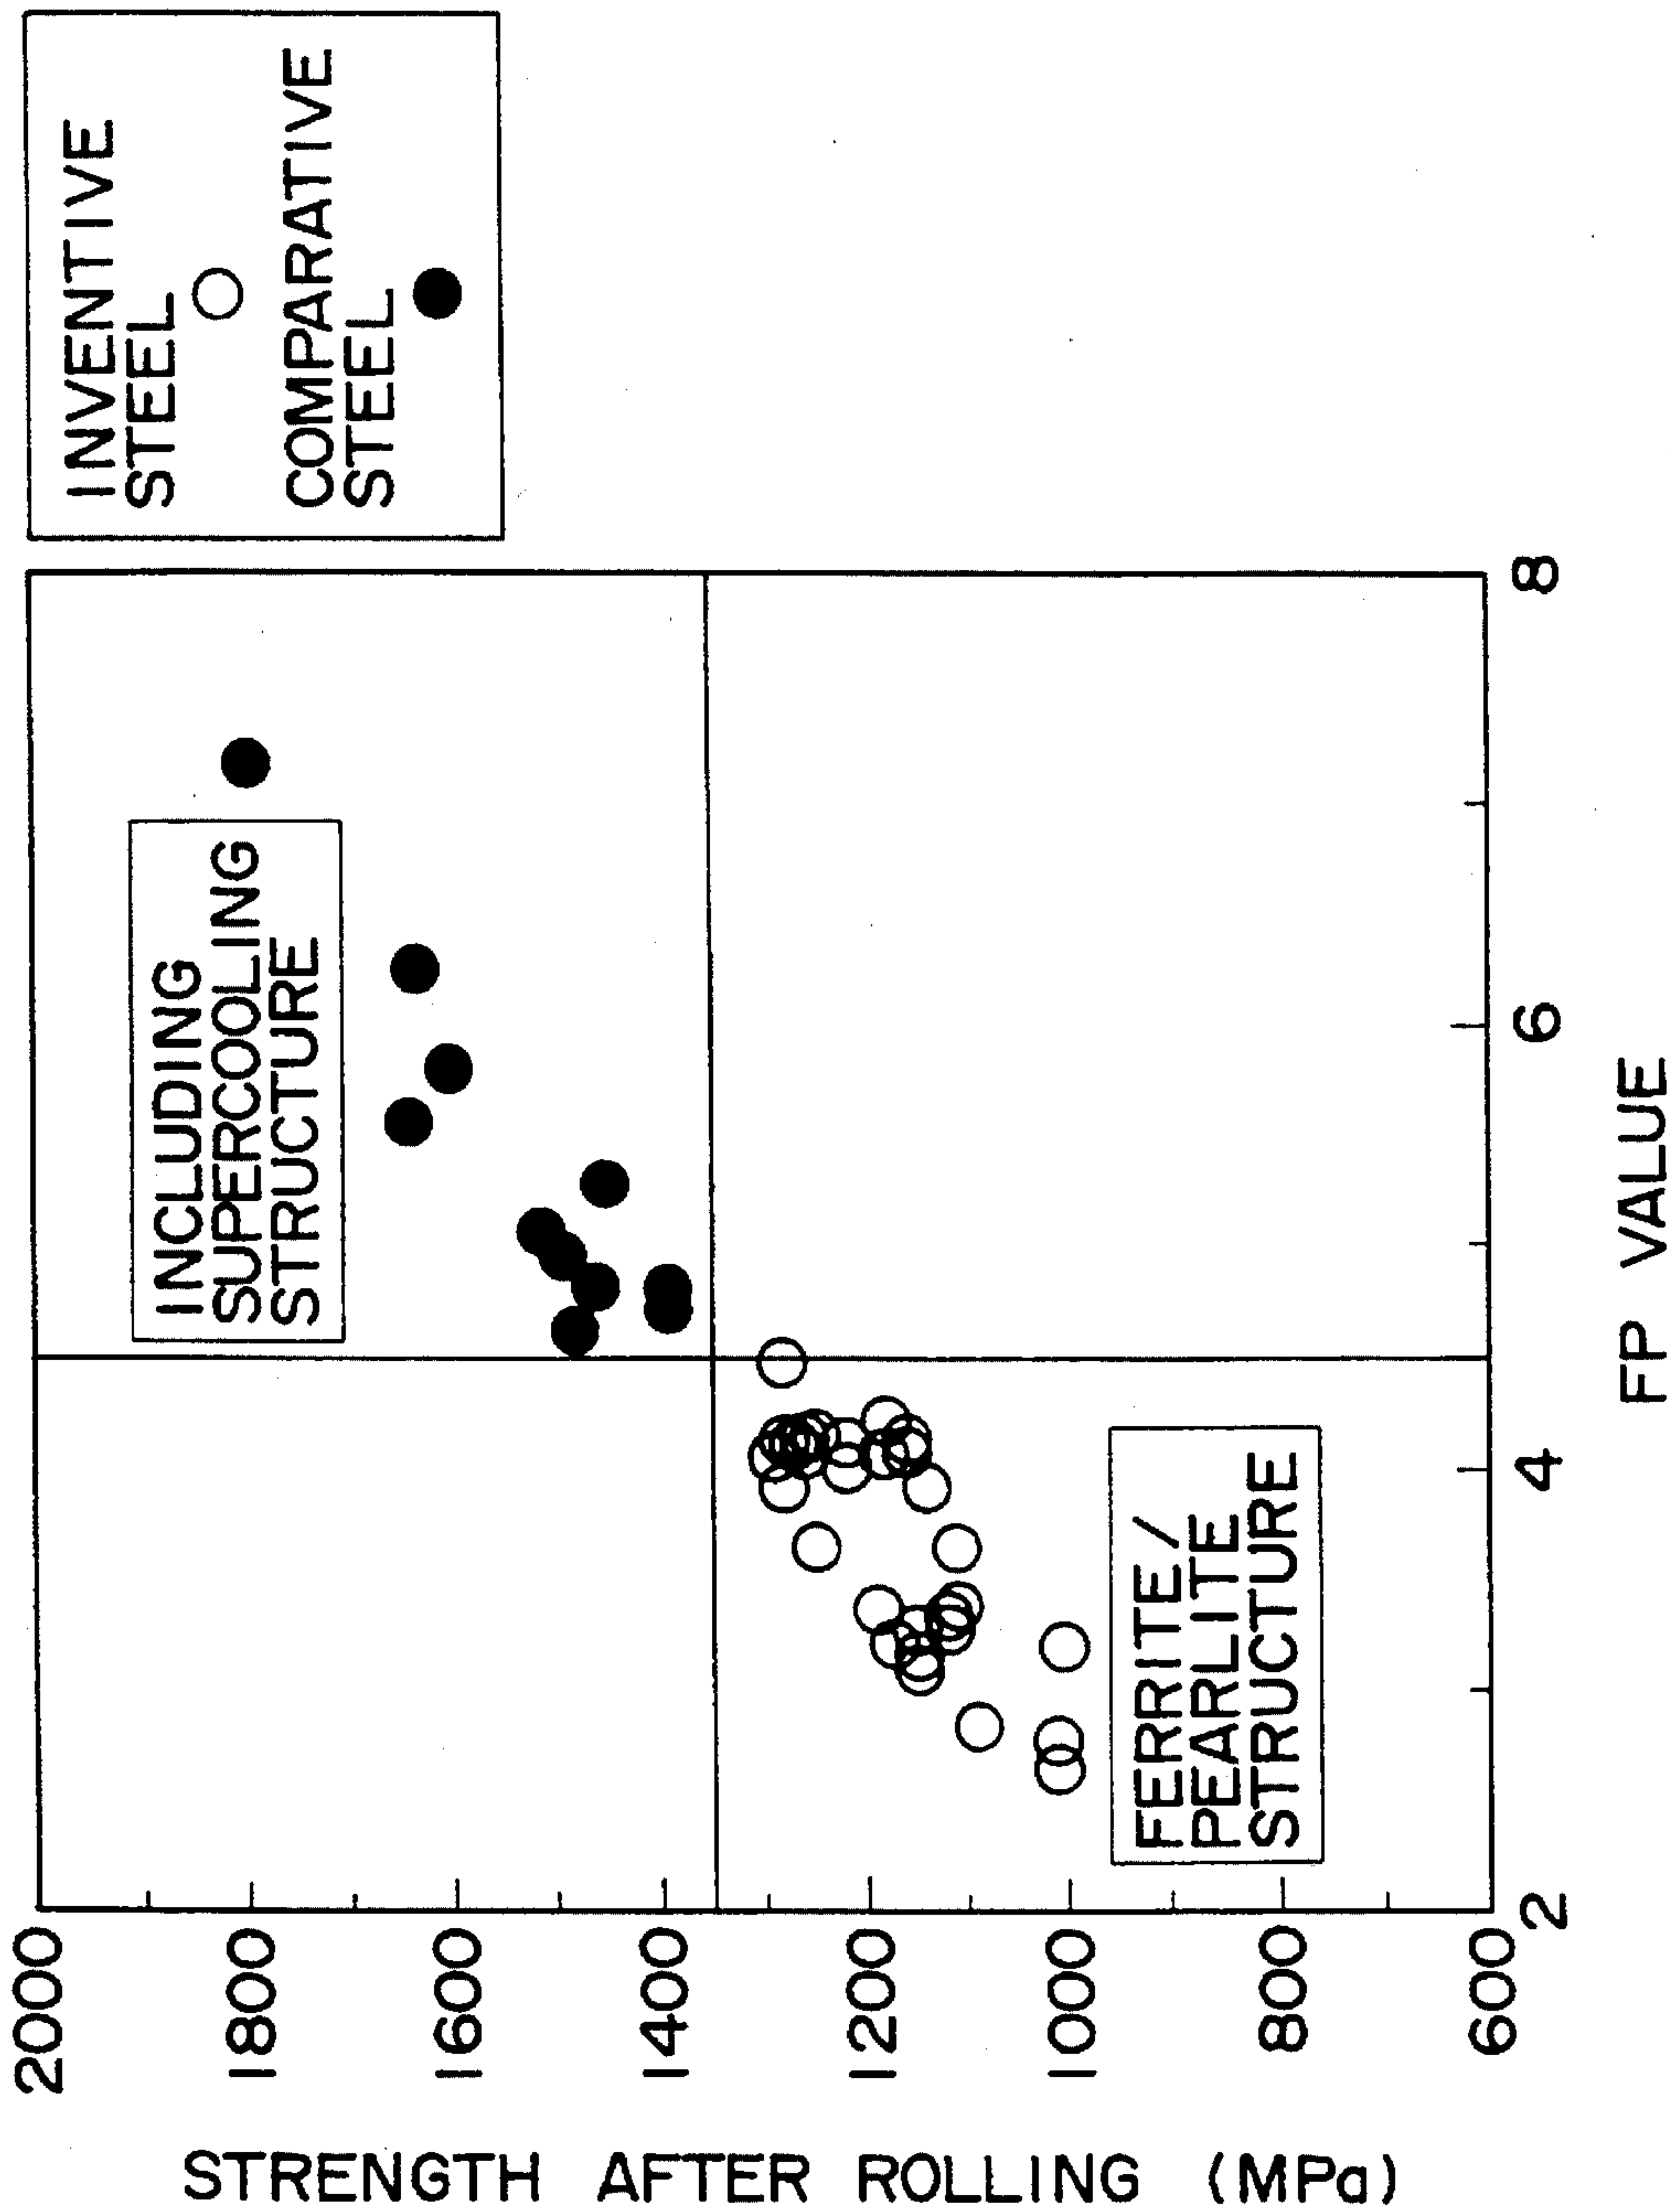 STRENGTH AFTER ROLLING (MPa)
2000
1800
1600
1400
1200
1000
800
600
INCLUDING
SUPERCOOLING
STRUCTURE
FERRITE/
PEARLITE
STRUCTURE
2
4
6
8
FP VALUE
INVENTIVE
STEEL
COMPARATIVE
STEEL